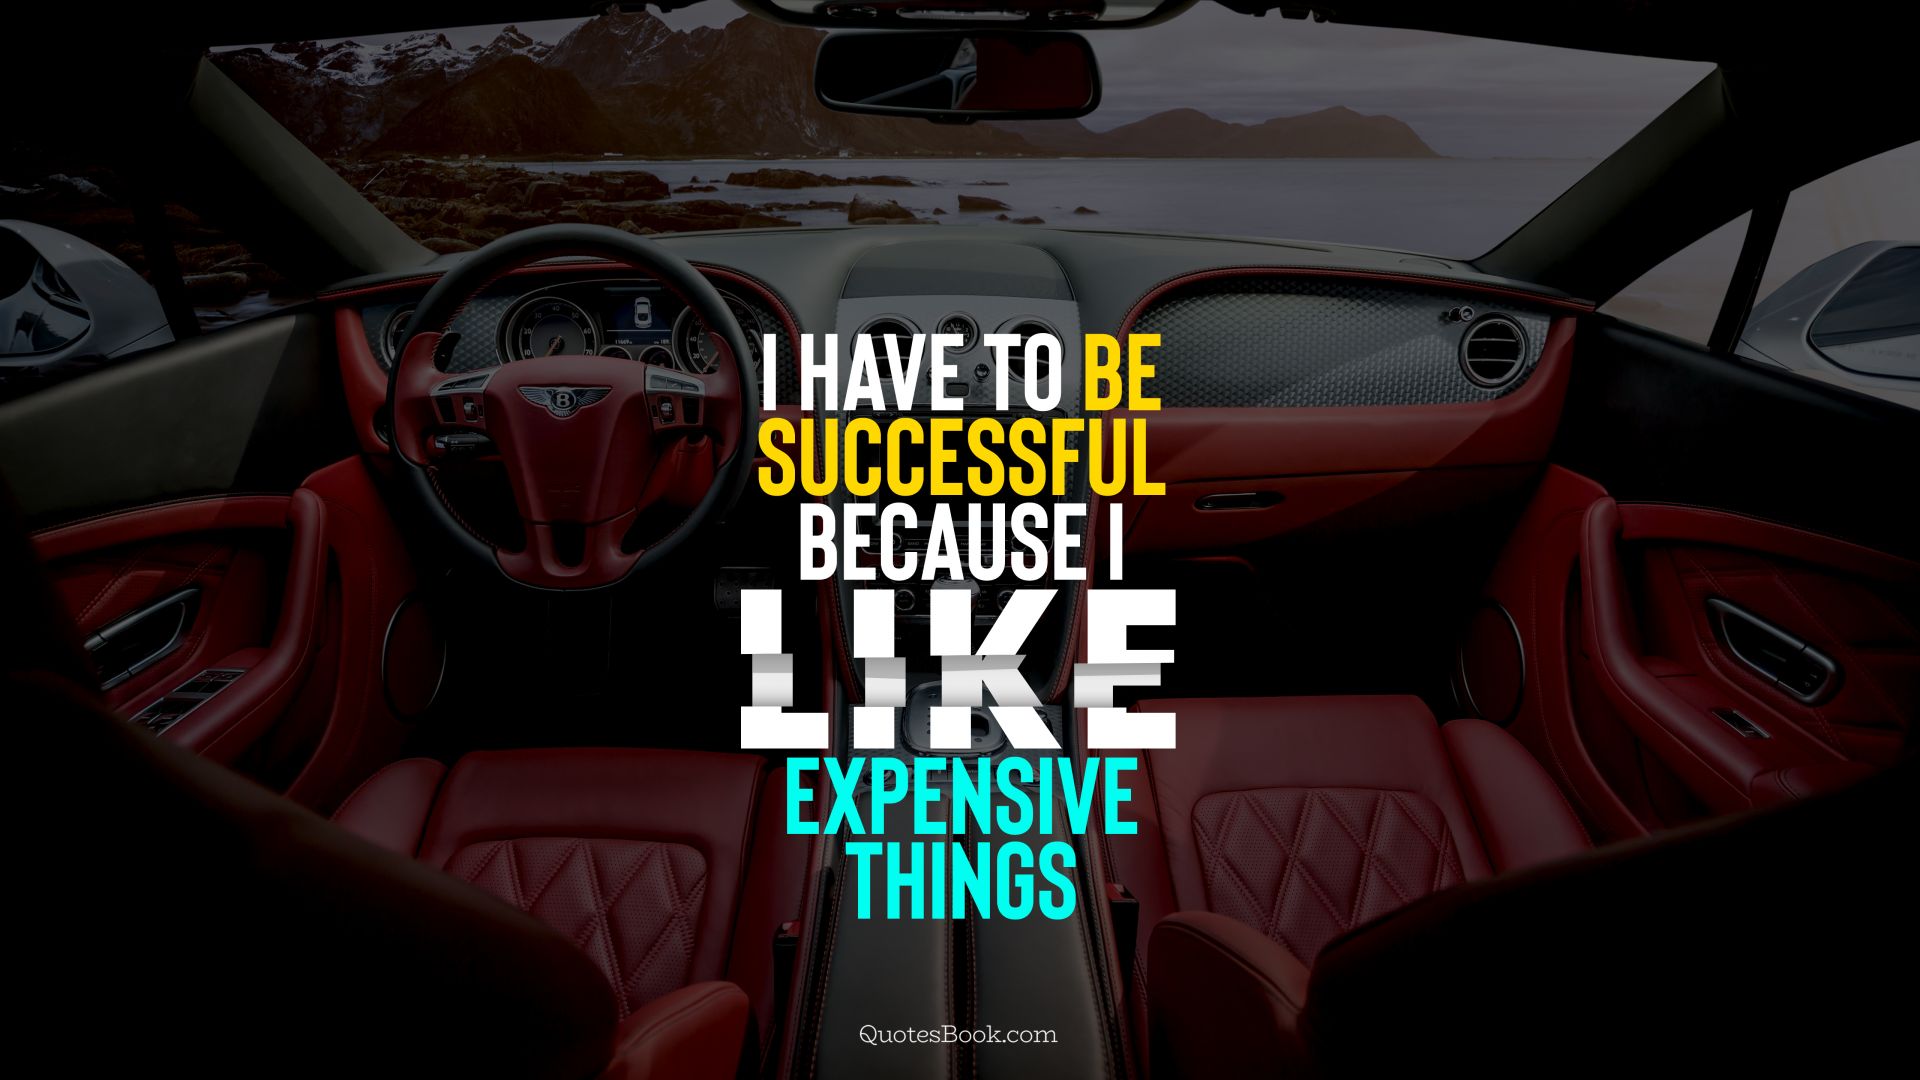 I HAVE TO BE
SUCCESSFUL
BECAUSE I
LIKE
EXPENSIVE
THINGS
QuotesBook.com
B